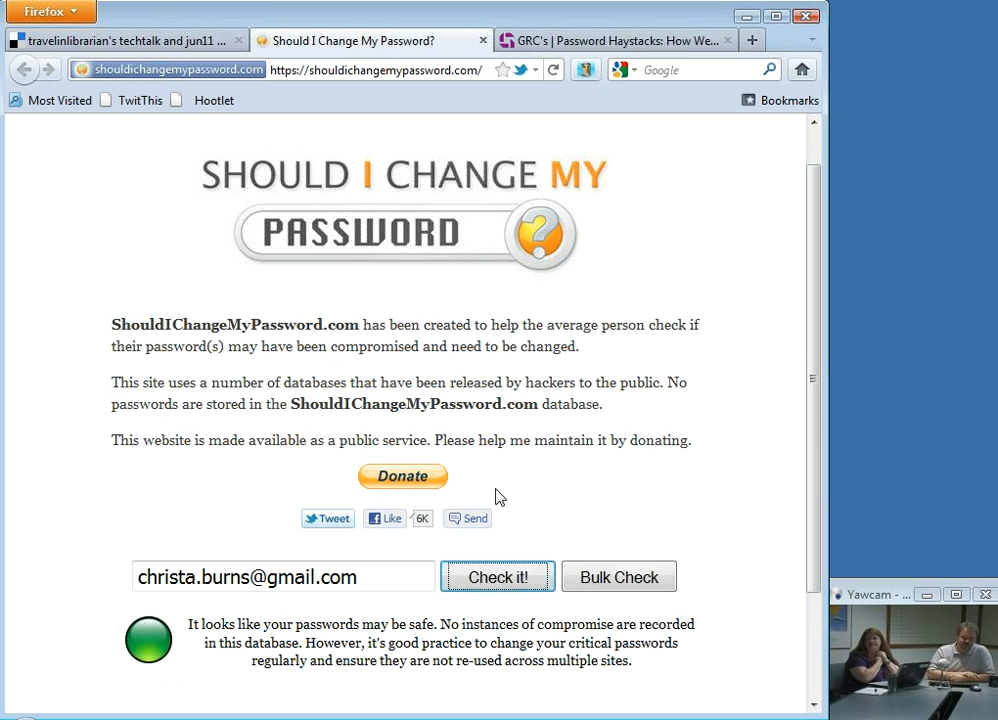 Firefox
travelinlibrarian's techtalk and jun11 ...
Should I Change My Password?
GRC's | Password Haystacks: How We...
shouldichangemypassword.com
https://shouldichangemypassword.com/
Google
Most Visited
TwitThis
Hootlet
Bookmarks
SHOULD I CHANGE MY
PASSWORD ?
ShouldIChangeMyPassword.com has been created to help the average person check if
their password(s) may have been compromised and need to be changed.
This site uses a number of databases that have been released by hackers to the public. No
passwords are stored in the ShouldIChangeMyPassword.com database.
This website is made available as a public service. Please help me maintain it by donating.
Donate
Tweet
Like
6K
Send
christa.burns@gmail.com
Check it!
Bulk Check
It looks like your passwords may be safe. No instances of compromise are recorded
in this database. However, it's good practice to change your critical passwords
regularly and ensure they are not re-used across multiple sites.
Yawcam - ...